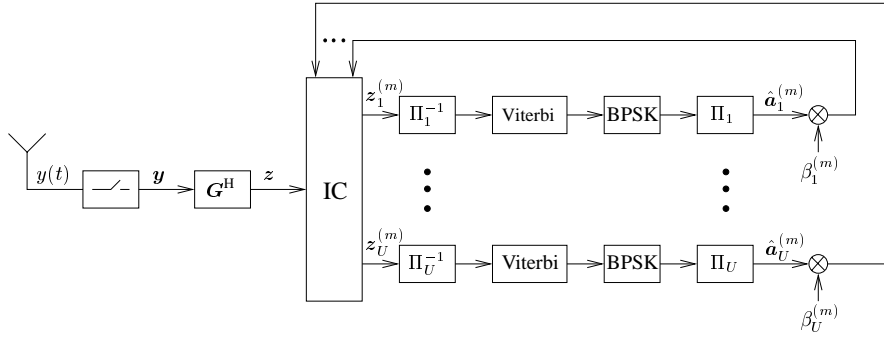 y(t)
y
G^H
z
IC
z_1^{(m)}
Π_1^{-1}
Viterbi
BPSK
Π_1
â_1^{(m)}
β_1^{(m)}
z_U^{(m)}
Π_U^{-1}
Viterbi
BPSK
Π_U
â_U^{(m)}
β_U^{(m)}